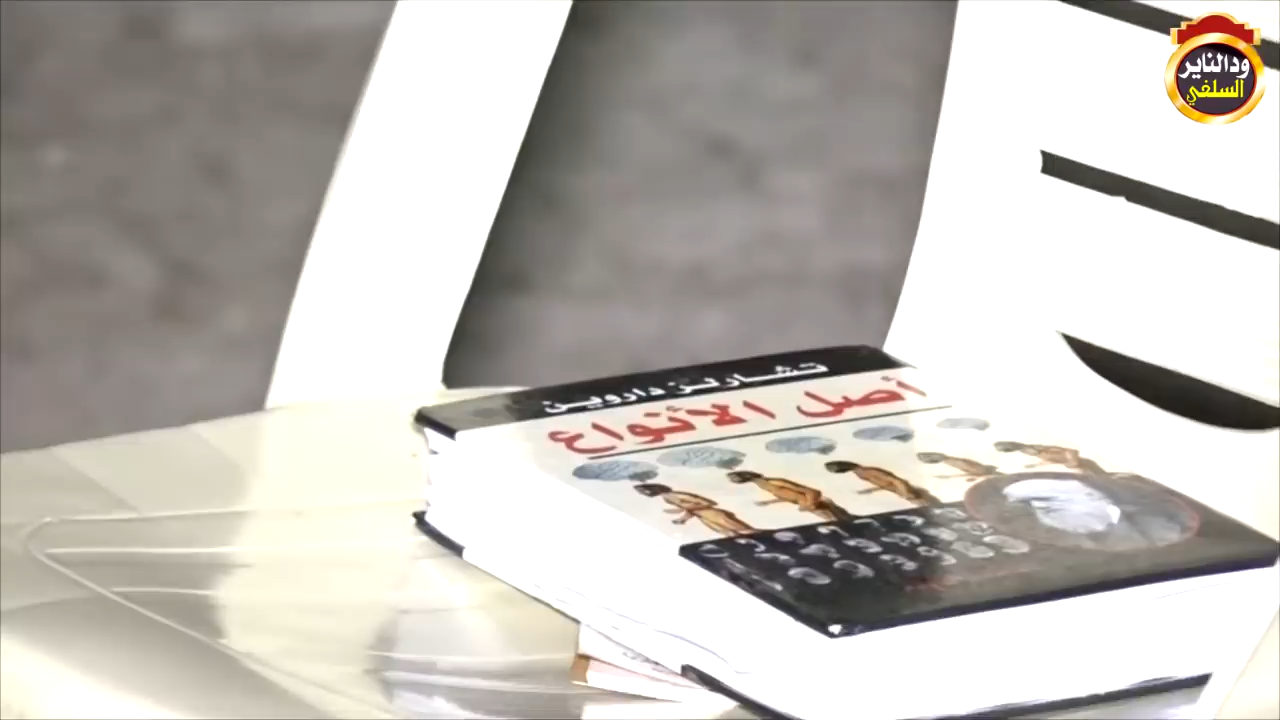 ودالناير
السلفي
تشارلز داروين
أصل الأنواع